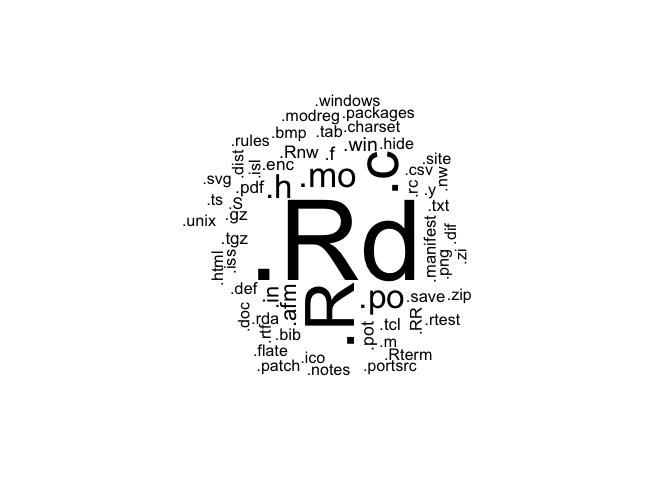 .windows
.modreg
.packages
.bmp
.tab
.charset
.rules
.Rnw
.f
.win
.hide
.dist
.isl
.enc
.c
.site
.svg
.pdf
.h
.mo
.rc
.csv
.nw
.ts
.S
.y
.txt
.unix
.gz
.Rd
.manifest
.dif
.tgz
.html
.iss
.png
.zi
.def
.in
.afm
.R
.po
.save
.zip
.doc
.rda
.rtf
.bib
.pot
.tcl
.RR
.rtest
.m
.flate
.ico
.Rterm
.patch
.notes
.portsrc